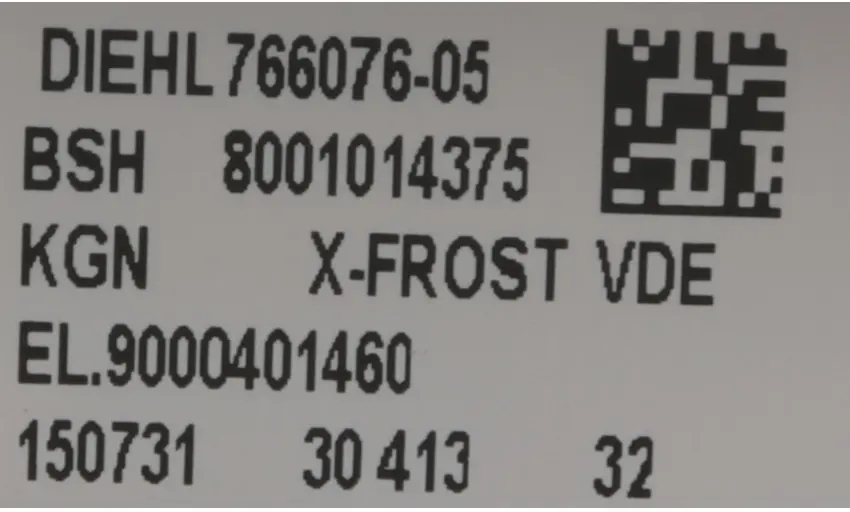 DIEHL 766076-05
BSH 8001014375
KGN X-FROST VDE
EL.9000401460
150731 30 413 32